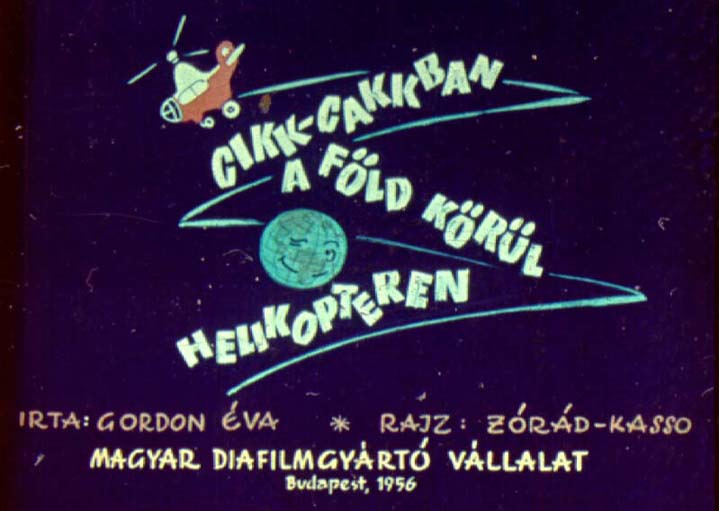 CIKK-CAKKBAN
A FÖLD KÖRÜL
HELIKOPTEREN
IRTA: GORDON ÉVA * RAJZ: ZÓRÁD-KASSO
MAGYAR DIAFILMGYÁRTÓ VÁLLALAT
Budapest, 1956